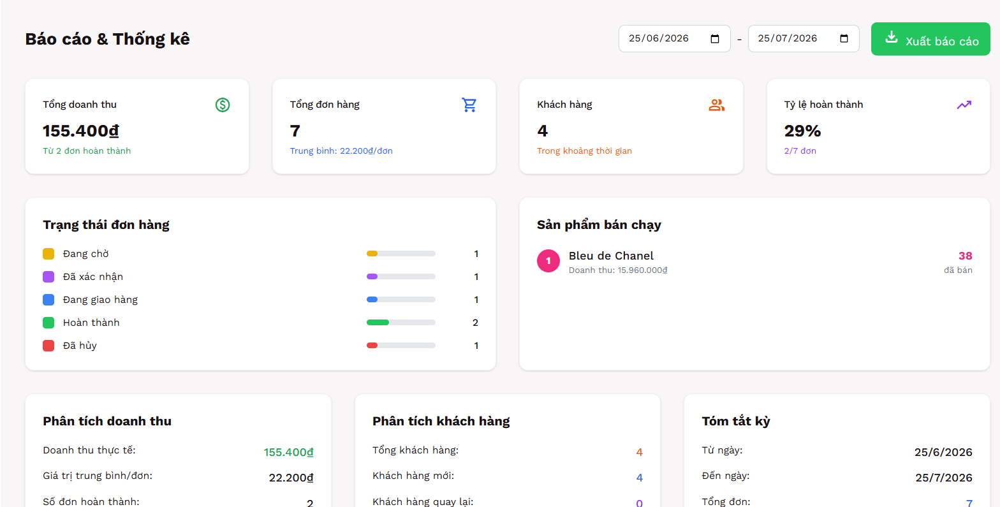 Báo cáo & Thống kê
25/06/2026 - 25/07/2026 Xuất báo cáo
Tổng doanh thu
155.400₫
Từ 2 đơn hoàn thành
Tổng đơn hàng
7
Trung bình: 22.200₫/đơn
Khách hàng
4
Trong khoảng thời gian
Tỷ lệ hoàn thành
29%
2/7 đơn
Trạng thái đơn hàng
Đang chờ 1
Đã xác nhận 1
Đang giao hàng 1
Hoàn thành 2
Đã hủy 1
Sản phẩm bán chạy
1 Bleu de Chanel 38
Doanh thu: 15.960.000₫ đã bán
Phân tích doanh thu
Doanh thu thực tế: 155.400₫
Giá trị trung bình/đơn: 22.200₫
Số đơn hoàn thành: 2
Phân tích khách hàng
Tổng khách hàng: 4
Khách hàng mới: 4
Khách hàng quay lại: 0
Tóm tắt kỳ
Từ ngày: 25/6/2026
Đến ngày: 25/7/2026
Tổng đơn: 7